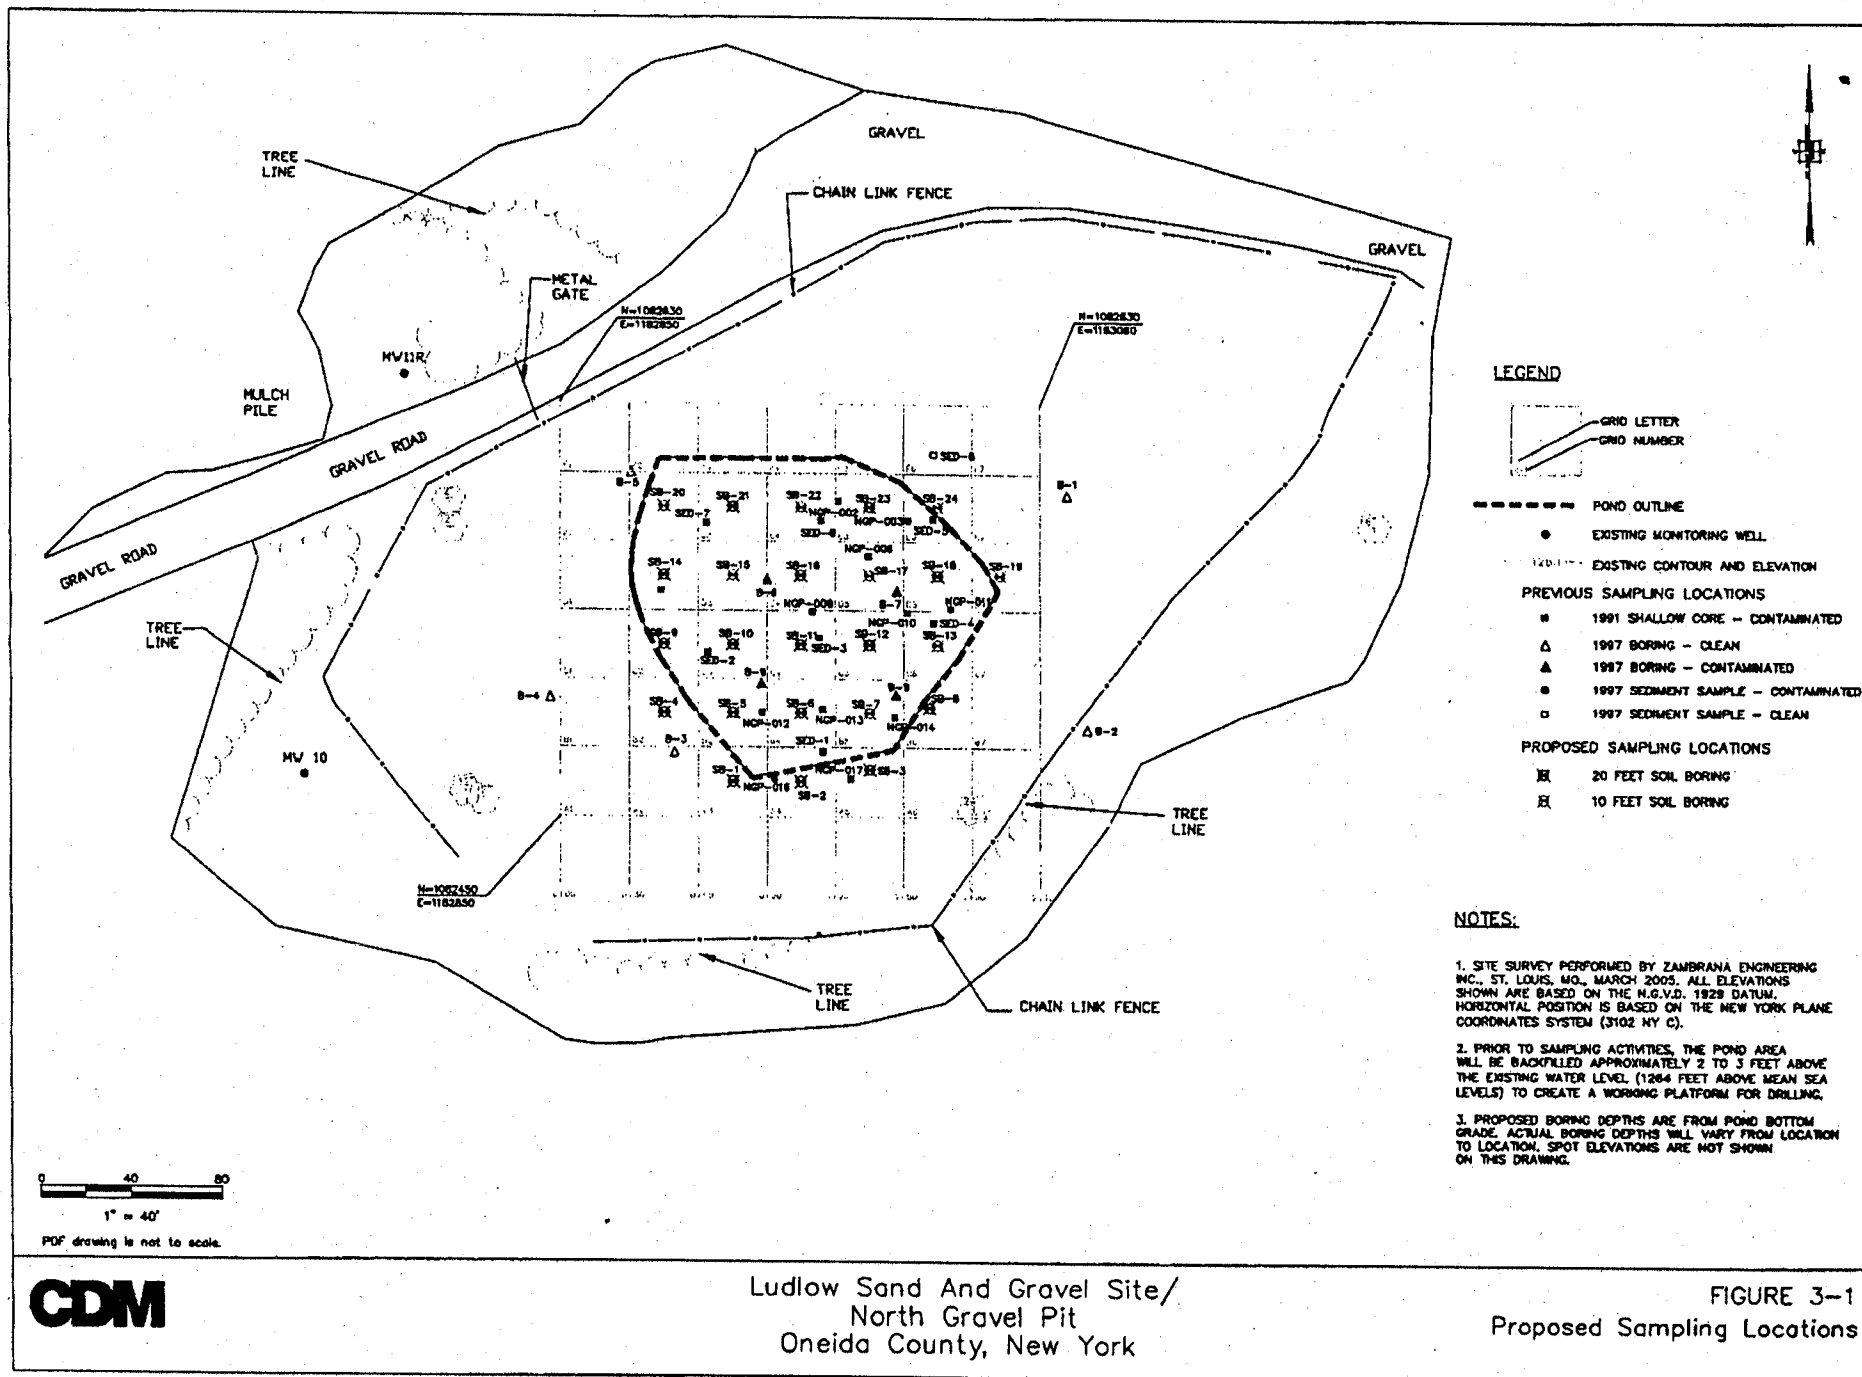 GRAVEL
TREE
LINE
CHAIN LINK FENCE
GRAVEL
METAL
GATE
N=1082630
E=1182850
N=1082630
E=1183080
MW11R
MULCH
PILE
GRAVEL ROAD
GRAVEL ROAD
SED-6
B-5
B-1
SB-20
SB-21
SB-22
SB-23
SB-24
SED-7
NGP-002
NGP-003
SED-5
NGP-006
SB-14
SB-15
SB-16
SB-17
SB-18
SB-19
B-7
NGP-010
SED-4
TREE
LINE
SB-9
SB-10
SB-11
SB-12
SB-13
SED-2
SED-3
B-4
SB-4
SB-5
SB-6
SB-7
SB-8
NGP-012
NGP-013
NGP-014
B-3
SED-1
B-2
MW 10
SB-1
NGP-016
SB-2
NGP-017
SB-3
TREE
LINE
N=1082450
E=1182850
TREE
LINE
CHAIN LINK FENCE
LEGEND
GRID LETTER
GRID NUMBER
POND OUTLINE
EXISTING MONITORING WELL
EXISTING CONTOUR AND ELEVATION
PREVIOUS SAMPLING LOCATIONS
1991 SHALLOW CORE - CONTAMINATED
1997 BORING - CLEAN
1997 BORING - CONTAMINATED
1997 SEDIMENT SAMPLE - CONTAMINATED
1997 SEDIMENT SAMPLE - CLEAN
PROPOSED SAMPLING LOCATIONS
20 FEET SOIL BORING
10 FEET SOIL BORING
NOTES:
1. SITE SURVEY PERFORMED BY ZAMBRANA ENGINEERING
INC., ST. LOUIS, MO., MARCH 2005. ALL ELEVATIONS
SHOWN ARE BASED ON THE N.G.V.D. 1929 DATUM.
HORIZONTAL POSITION IS BASED ON THE NEW YORK PLANE
COORDINATES SYSTEM (3102 NY C).
2. PRIOR TO SAMPLING ACTIVITIES, THE POND AREA
WILL BE BACKFILLED APPROXIMATELY 2 TO 3 FEET ABOVE
THE EXISTING WATER LEVEL (1264 FEET ABOVE MEAN SEA
LEVELS) TO CREATE A WORKING PLATFORM FOR DRILLING.
3. PROPOSED BORING DEPTHS ARE FROM POND BOTTOM
GRADE. ACTUAL BORING DEPTHS WILL VARY FROM LOCATION
TO LOCATION. SPOT ELEVATIONS ARE NOT SHOWN
ON THIS DRAWING.
0 40 80
1" = 40'
PDF drawing is not to scale.
CDM
Ludlow Sand And Gravel Site/
North Gravel Pit
Oneida County, New York
FIGURE 3-1
Proposed Sampling Locations